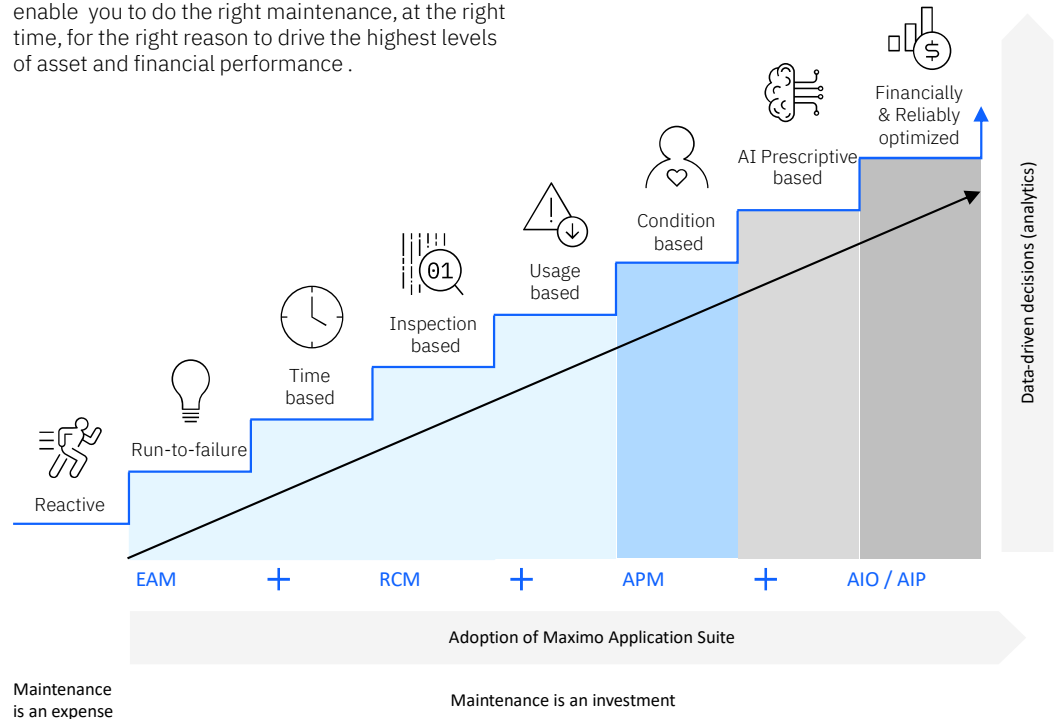 enable you to do the right maintenance, at the right
time, for the right reason to drive the highest levels
of asset and financial performance .
Financially
& Reliably
optimized
AI Prescriptive
based
Condition
based
Usage
based
01
Inspection
based
Time
based
Run-to-failure
Reactive
Data-driven decisions (analytics)
EAM + RCM + APM + AIO / AIP
Adoption of Maximo Application Suite
Maintenance
is an expense
Maintenance is an investment